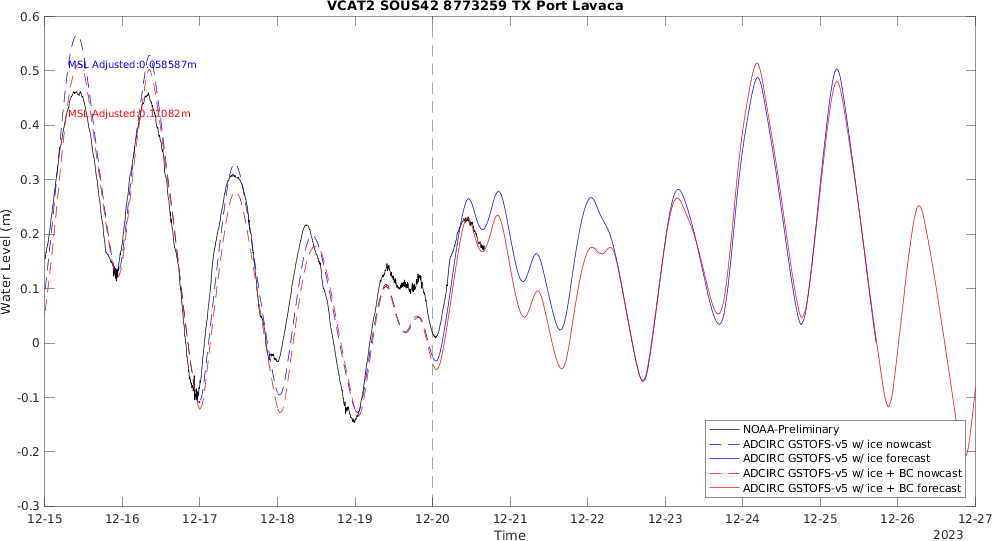 VCAT2 SOUS42 8773259 TX Port Lavaca
0.6
0.5
0.4
0.3
0.2
0.1
0
-0.1
-0.2
-0.3
Water Level (m)
MSL Adjusted:0.058587m
MSL Adjusted:0.11082m
NOAA-Preliminary
ADCIRC GSTOFS-v5 w/ ice nowcast
ADCIRC GSTOFS-v5 w/ ice forecast
ADCIRC GSTOFS-v5 w/ ice + BC nowcast
ADCIRC GSTOFS-v5 w/ ice + BC forecast
12-15 12-16 12-17 12-18 12-19 12-20 12-21 12-22 12-23 12-24 12-25 12-26 12-27
Time
2023